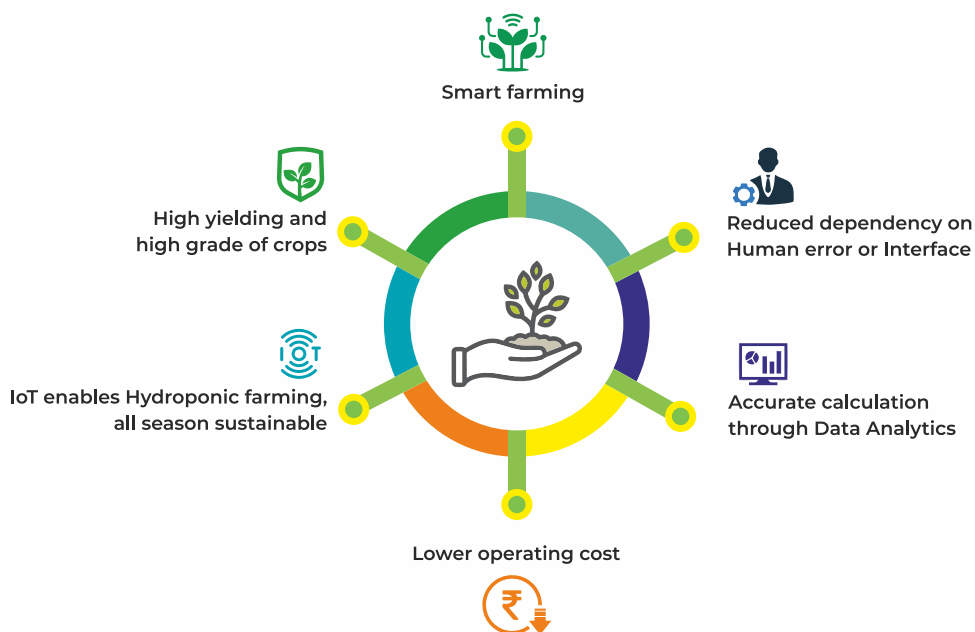 Smart farming
Reduced dependency on
Human error or Interface
Accurate calculation
through Data Analytics
Lower operating cost
₹
IOT
IoT enables Hydroponic farming,
all season sustainable
High yielding and
high grade of crops